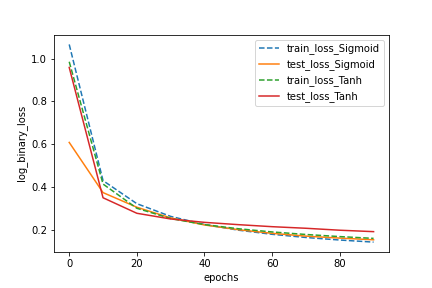 train_loss_Sigmoid
test_loss_Sigmoid
train_loss_Tanh
test_loss_Tanh
log_binary_loss
1.0
0.8
0.6
0.4
0.2
0 20 40 60 80
epochs